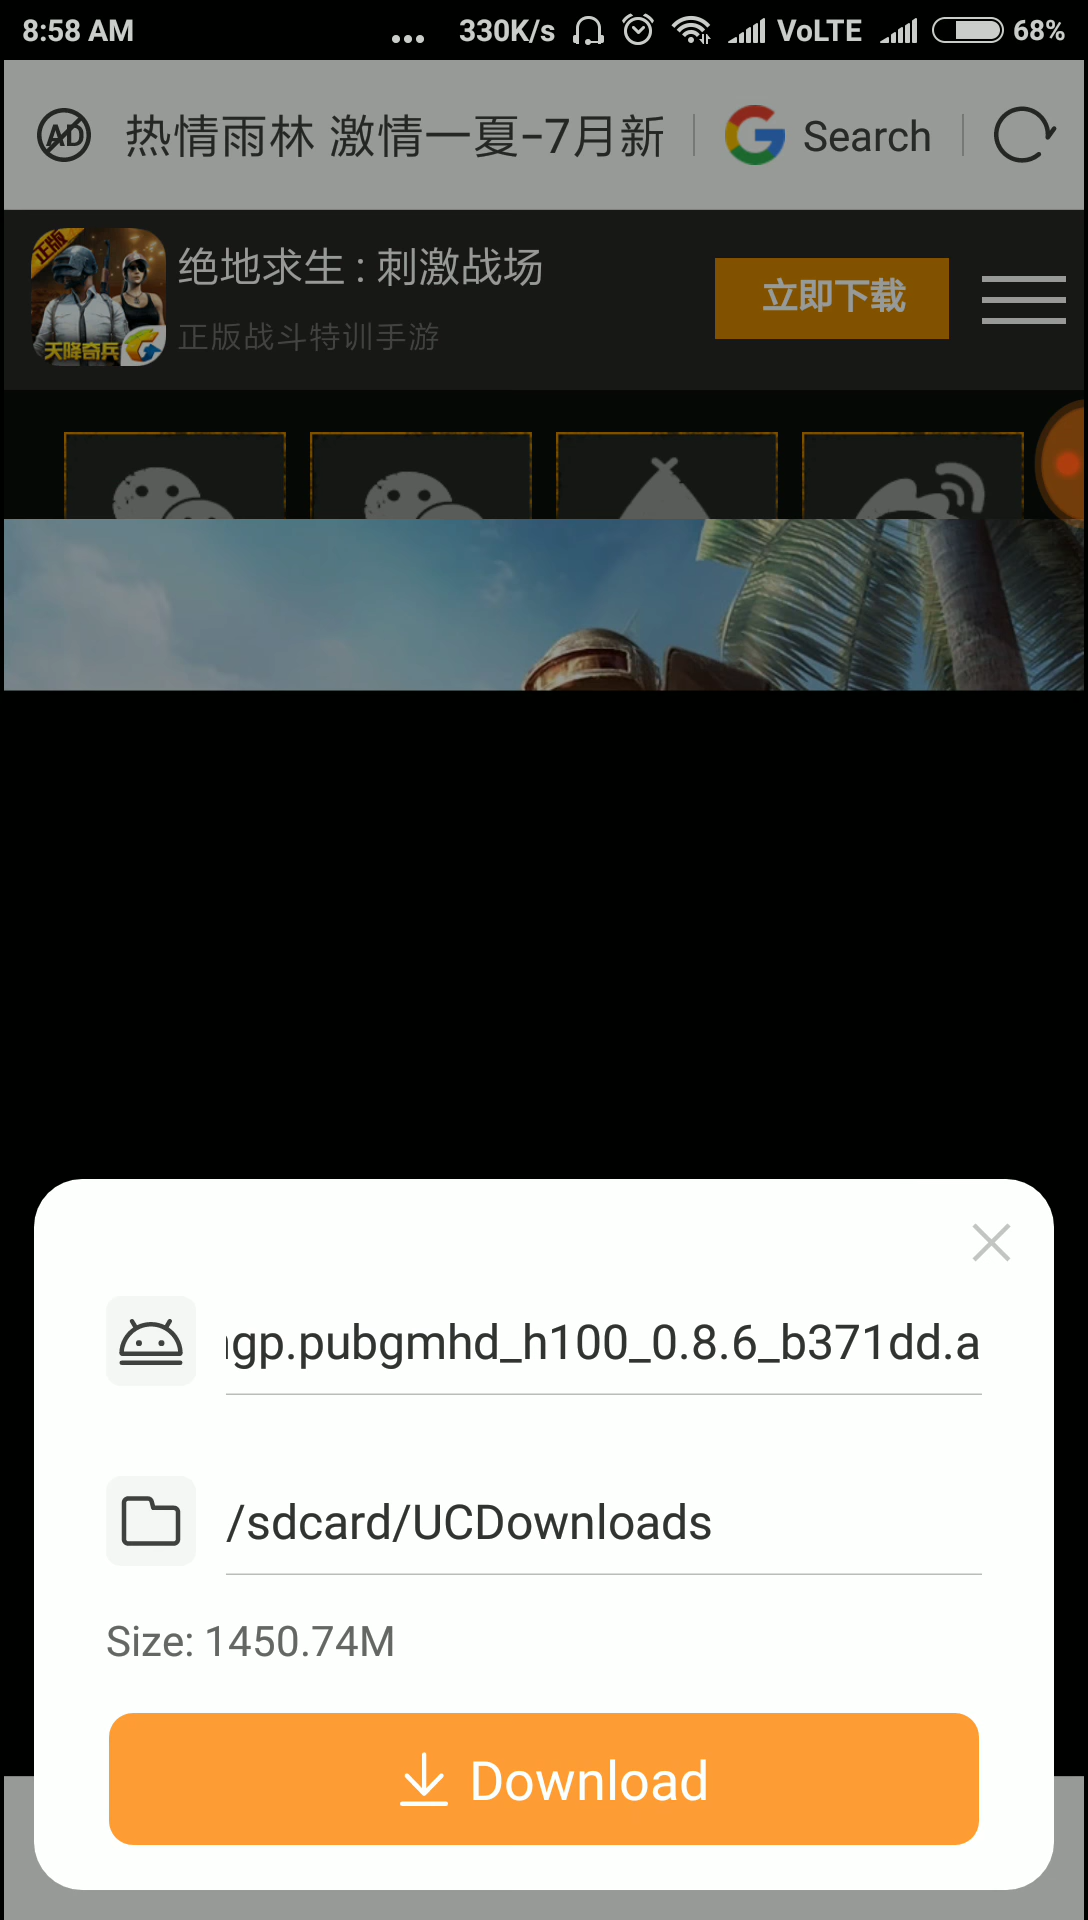 8:58 AM ... 330K/s VoLTE 68%
AD 热情雨林 激情一夏-7月新 Search
正版
天降奇兵
绝地求生 : 刺激战场
正版战斗特训手游
立即下载
gp.pubgmhd_h100_0.8.6_b371dd.a
/sdcard/UCDownloads
Size: 1450.74M
Download